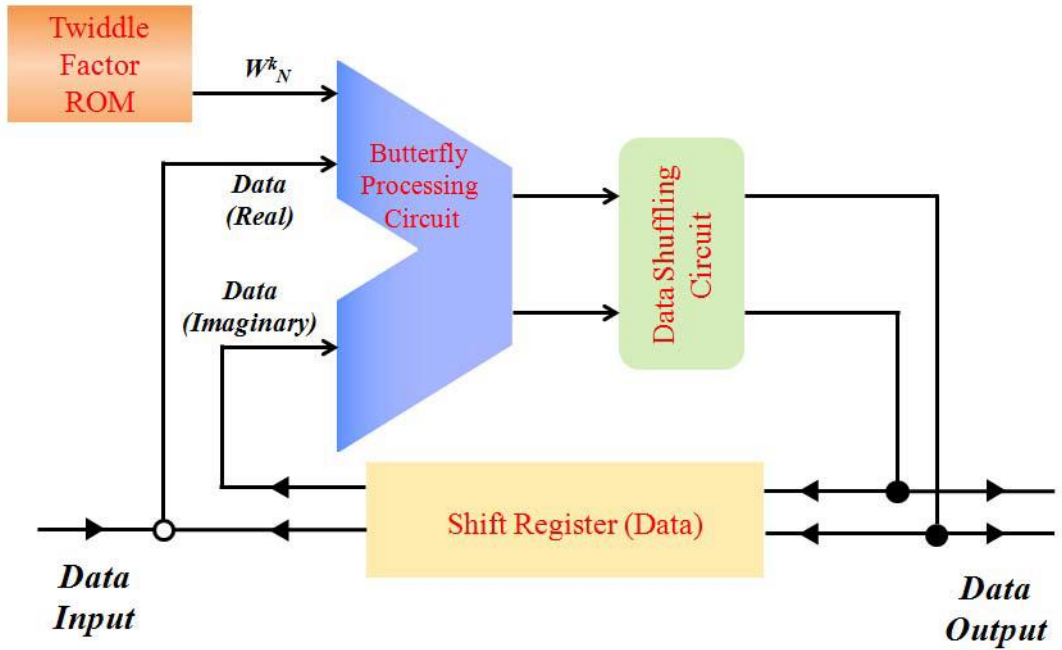 Twiddle
Factor
ROM
W^k_N
Data
(Real)
Data
(Imaginary)
Butterfly
Processing
Circuit
Data Shuffling
Circuit
Shift Register (Data)
Data
Input
Data
Output